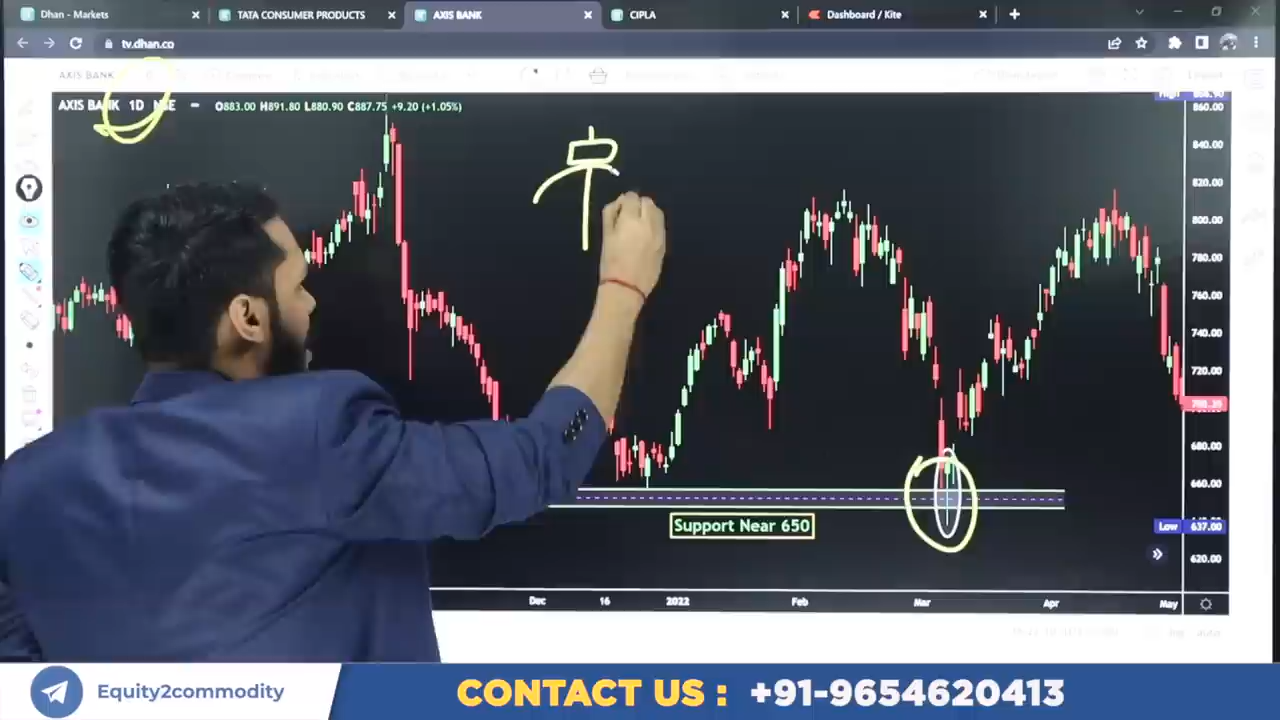 Dhan - Markets
TATA CONSUMER PRODUCTS
AXIS BANK
CIPLA
Dashboard / Kite
tv.dhan.co
AXIS BANK
AXIS BANK 1D NSE O883.00 H891.80 L880.90 C887.75 +9.20 (+1.05%)
High
860.00
840.00
820.00
800.00
780.00
760.00
740.00
720.00
680.00
660.00
Support Near 650
Low 637.00
620.00
Dec 16 2022 Feb Mar Apr May
Equity2commodity
CONTACT US : +91-9654620413